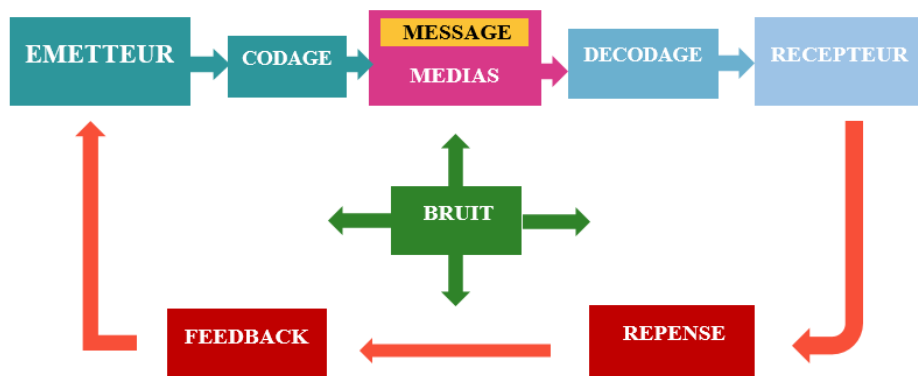 EMETTEUR
CODAGE
MESSAGE
MEDIAS
DECODAGE
RECEPTEUR
BRUIT
FEEDBACK
REPENSE